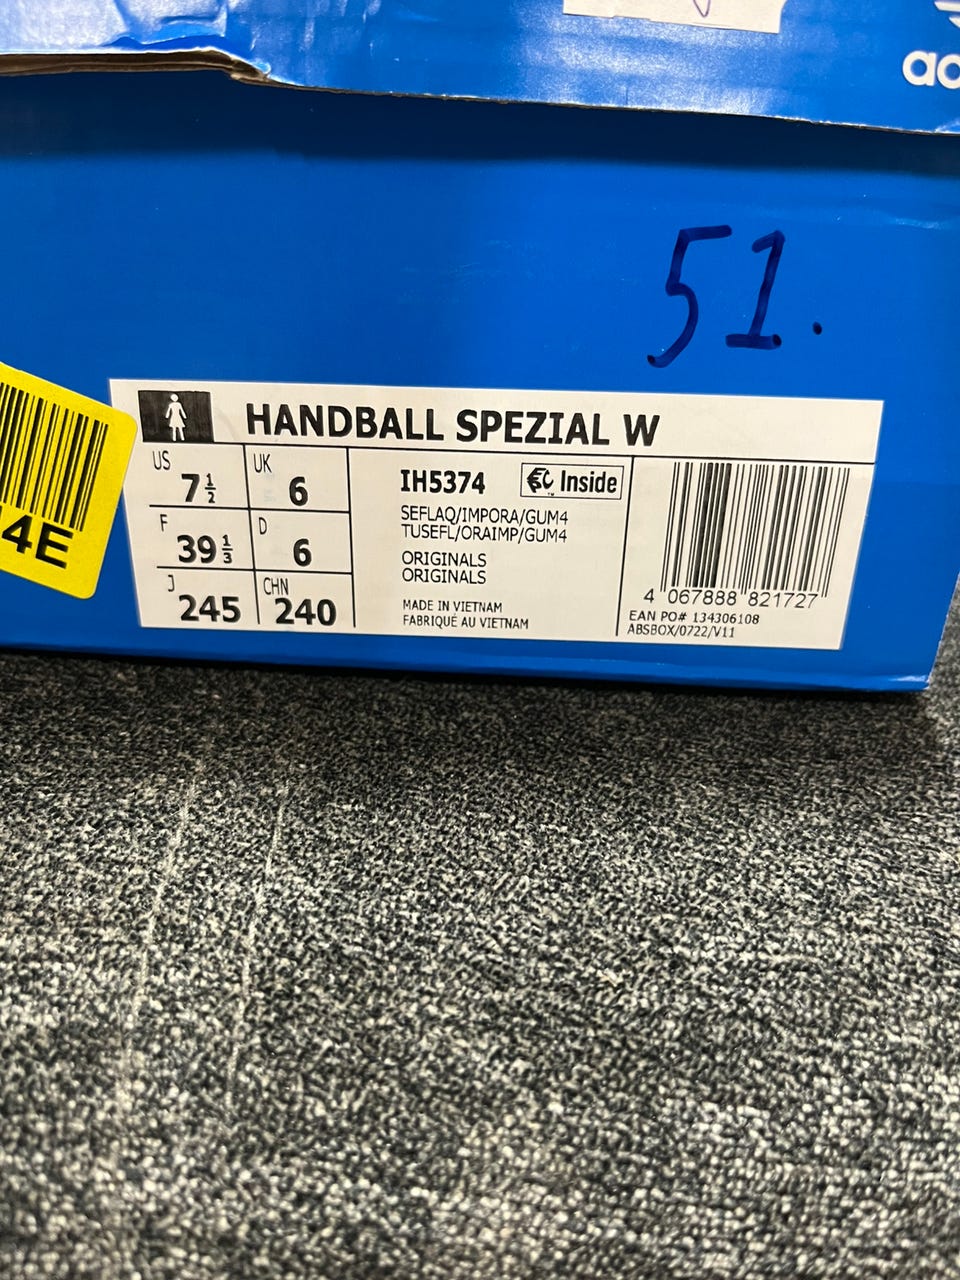 51.
HANDBALL SPEZIAL W
US 7 1/2 UK 6
F 39 1/3 D 6
J 245 CHN 240
IH5374 Inside
SEFLAQ/IMPORA/GUM4
TUSEFL/ORAIMP/GUM4
ORIGINALS
ORIGINALS
MADE IN VIETNAM
FABRIQUÉ AU VIETNAM
4 067888 821727
EAN PO# 134306108
ABSBOX/0722/V11
4E